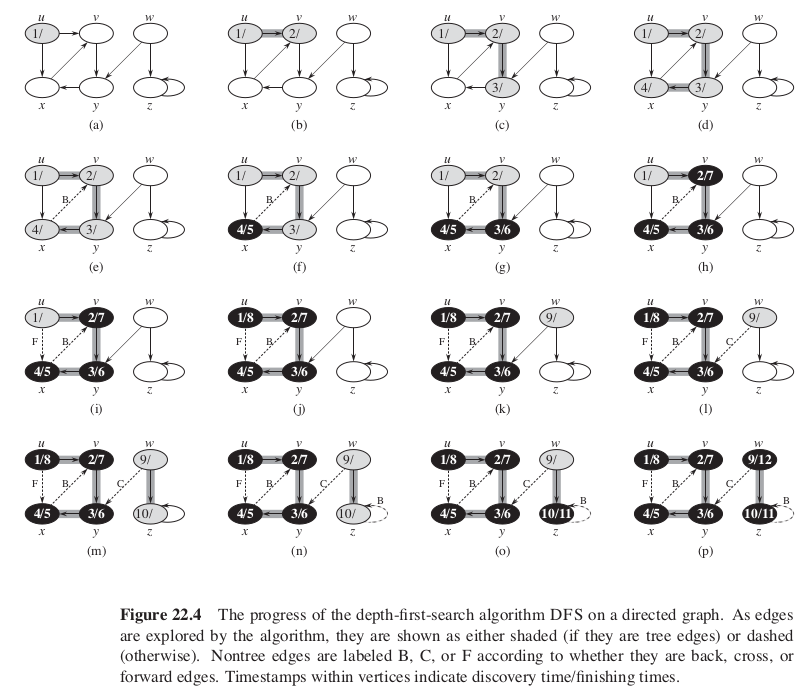 u v w u v w u v w u v w
1/ 1/ 2/ 1/ 2/ 1/ 2/
3/ 4/ 3/
x y z x y z x y z x y z
(a) (b) (c) (d)
u v w u v w u v w u v w
1/ 2/ 1/ 2/ 1/ 2/ 1/ 2/7
B B B B
4/ 3/ 4/5 3/ 4/5 3/6 4/5 3/6
x y z x y z x y z x y z
(e) (f) (g) (h)
u v w u v w u v w u v w
1/ 2/7 1/8 2/7 1/8 2/7 9/ 1/8 2/7 9/
F B F B F B F B C
4/5 3/6 4/5 3/6 4/5 3/6 4/5 3/6
x y z x y z x y z x y z
(i) (j) (k) (l)
u v w u v w u v w u v w
1/8 2/7 9/ 1/8 2/7 9/ 1/8 2/7 9/ 1/8 2/7 9/12
F B C F B C B F B C B F B C B
4/5 3/6 10/ 4/5 3/6 10/ 4/5 3/6 10/11 4/5 3/6 10/11
x y z x y z x y z x y z
(m) (n) (o) (p)
Figure 22.4 The progress of the depth-first-search algorithm DFS on a directed graph. As edges
are explored by the algorithm, they are shown as either shaded (if they are tree edges) or dashed
(otherwise). Nontree edges are labeled B, C, or F according to whether they are back, cross, or
forward edges. Timestamps within vertices indicate discovery time/finishing times.